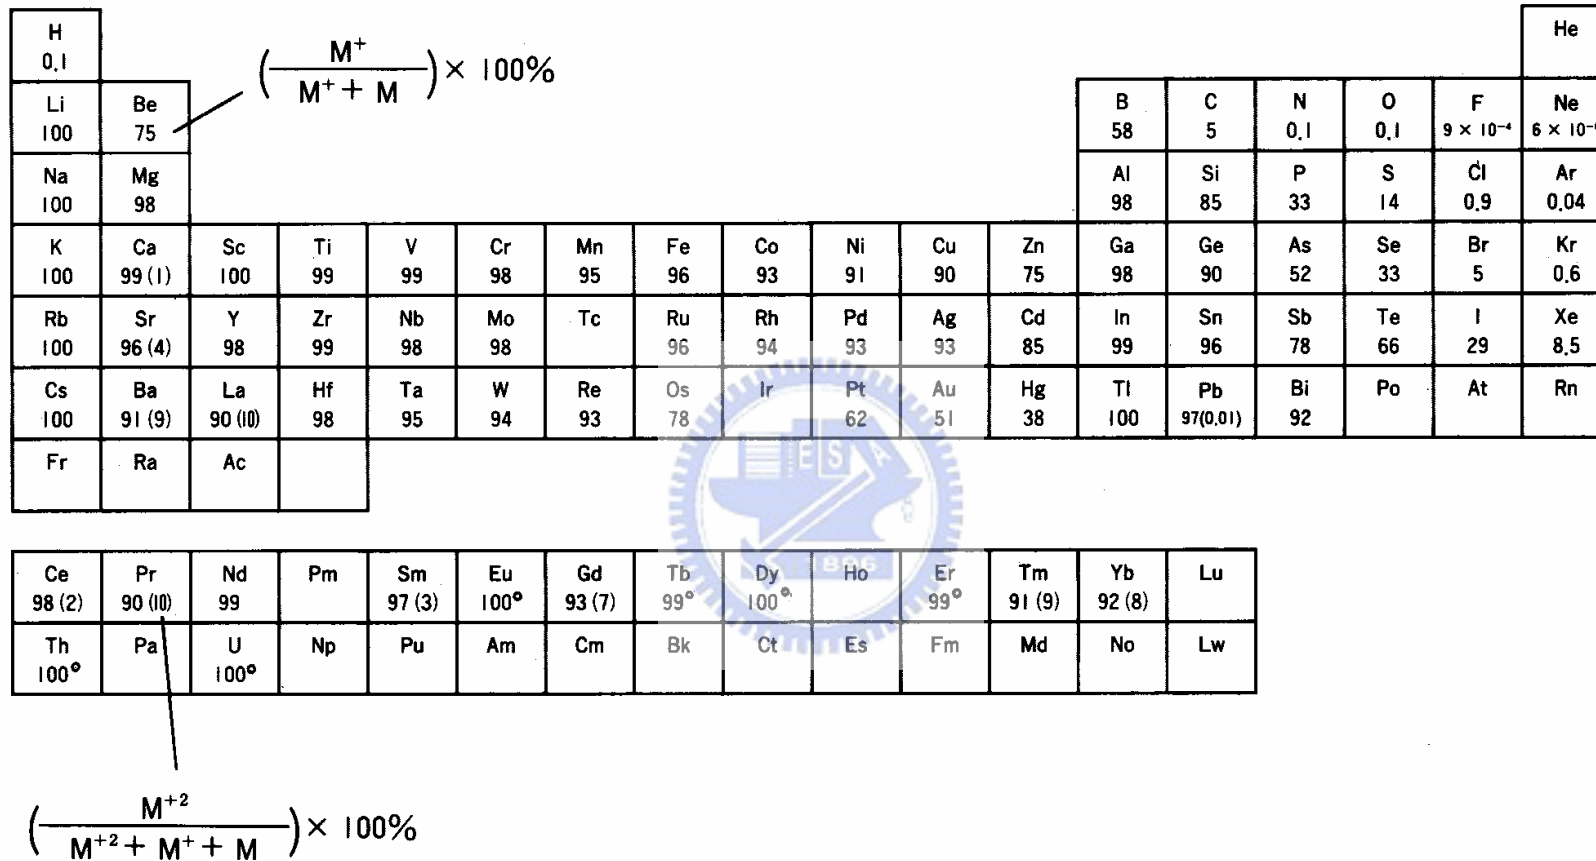 H He
0.1
( M⁺ / M⁺ + M ) × 100%
Li Be B C N O F Ne
100 75 58 5 0.1 0.1 9 × 10⁻⁴
Na Mg Al Si P S Cl Ar
100 98 98 85 33 14 0.9 0.04
K Ca Sc Ti V Cr Mn Fe Co Ni Cu Zn Ga Ge As Se Br Kr
100 99 (1) 100 99 99 98 95 96 93 91 90 75 98 90 52 33 5 0.6
Rb Sr Y Zr Nb Mo Tc Ru Rh Pd Ag Cd In Sn Sb Te I Xe
100 96 (4) 98 99 98 98 96 94 93 93 85 99 96 78 66 29 8.5
Cs Ba La Hf Ta W Re Os Ir Pt Au Hg Tl Pb Bi Po At Rn
100 91 (9) 90 (10) 98 95 94 93 78 62 51 38 100 97(0.01) 92
Fr Ra Ac
ESA
1896
Ce Pr Nd Pm Sm Eu Gd Tb Dy Ho Er Tm Yb Lu
98 (2) 90 (10) 99 97 (3) 100° 93 (7) 99° 100° 99° 91 (9) 92 (8)
Th Pa U Np Pu Am Cm Bk Ct Es Fm Md No Lw
100° 100°
( M⁺² / M⁺² + M⁺ + M ) × 100%